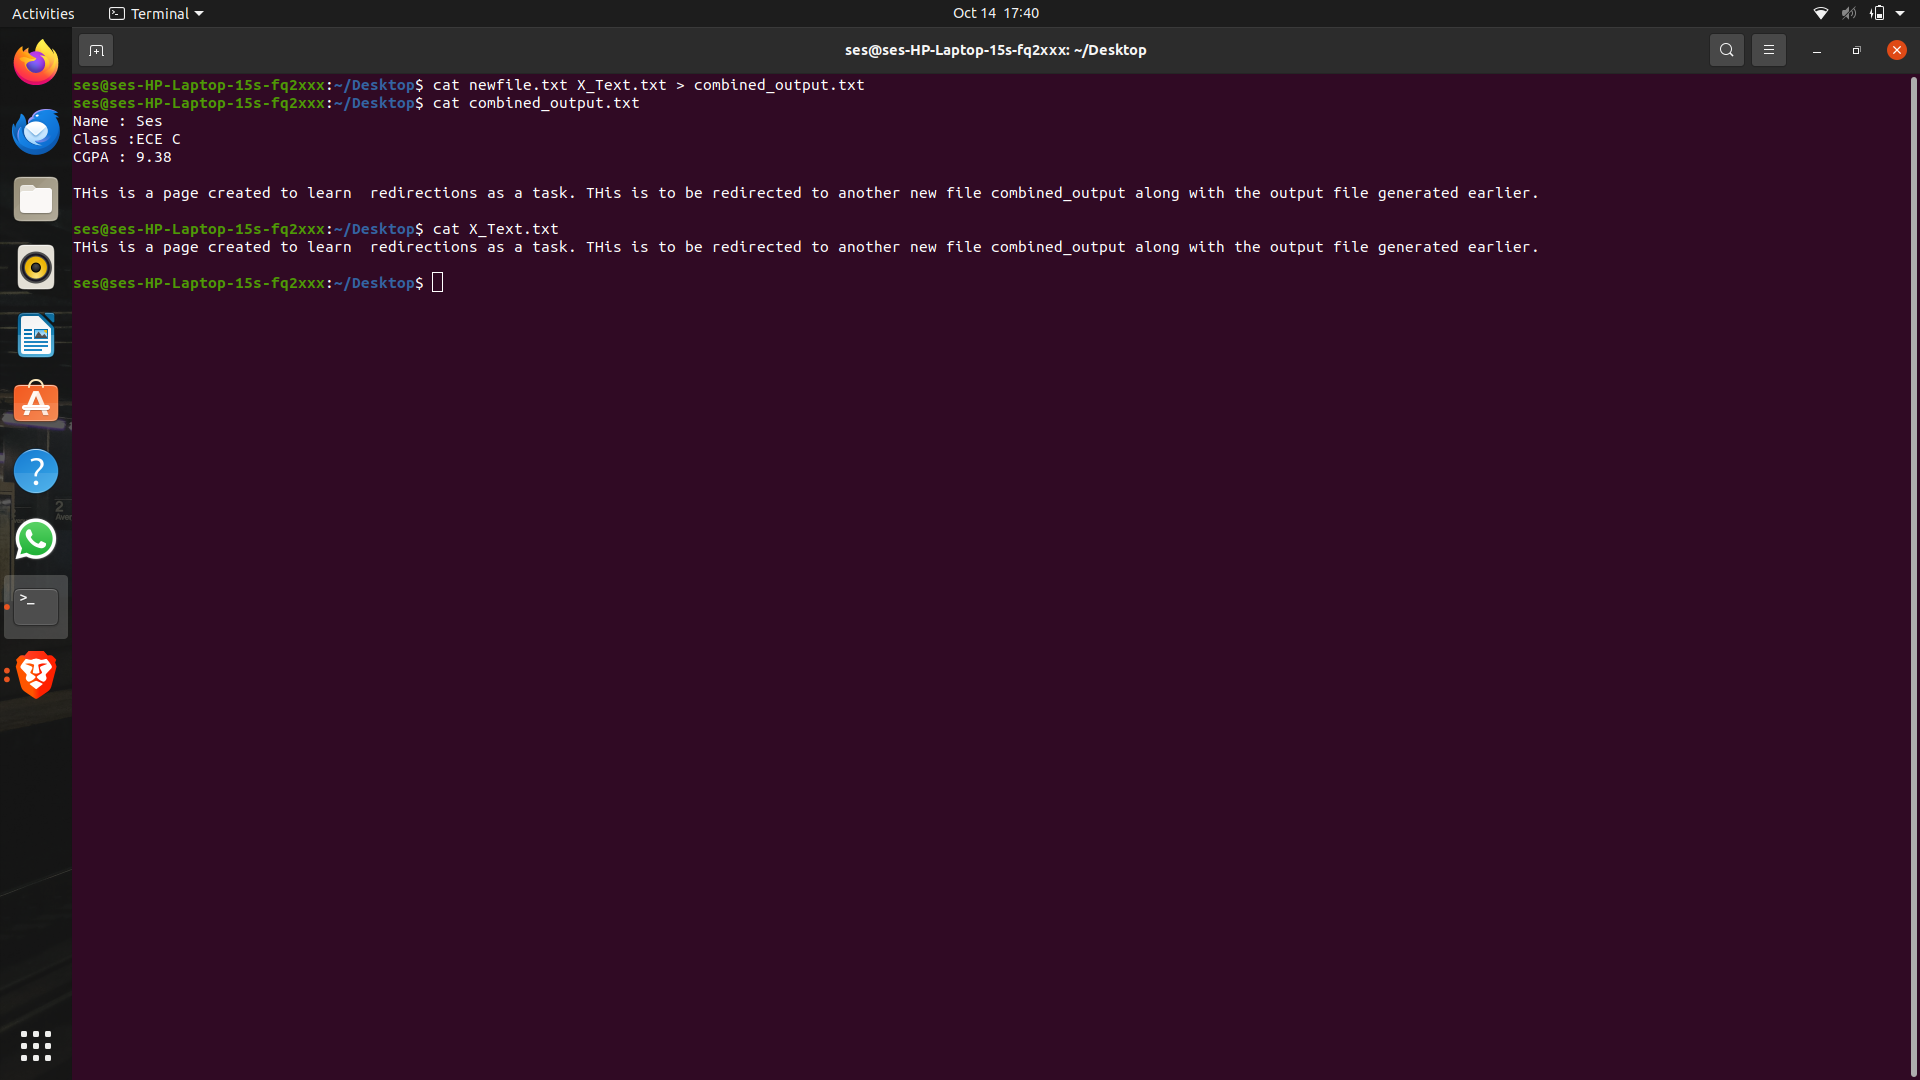 Activities
Terminal
Oct 14 17:40
ses@ses-HP-Laptop-15s-fq2xxx: ~/Desktop
ses@ses-HP-Laptop-15s-fq2xxx:~/Desktop$ cat newfile.txt X_Text.txt > combined_output.txt
ses@ses-HP-Laptop-15s-fq2xxx:~/Desktop$ cat combined_output.txt
Name : Ses
Class :ECE C
CGPA : 9.38
THis is a page created to learn  redirections as a task. THis is to be redirected to another new file combined_output along with the output file generated earlier.
ses@ses-HP-Laptop-15s-fq2xxx:~/Desktop$ cat X_Text.txt
THis is a page created to learn  redirections as a task. THis is to be redirected to another new file combined_output along with the output file generated earlier.
ses@ses-HP-Laptop-15s-fq2xxx:~/Desktop$